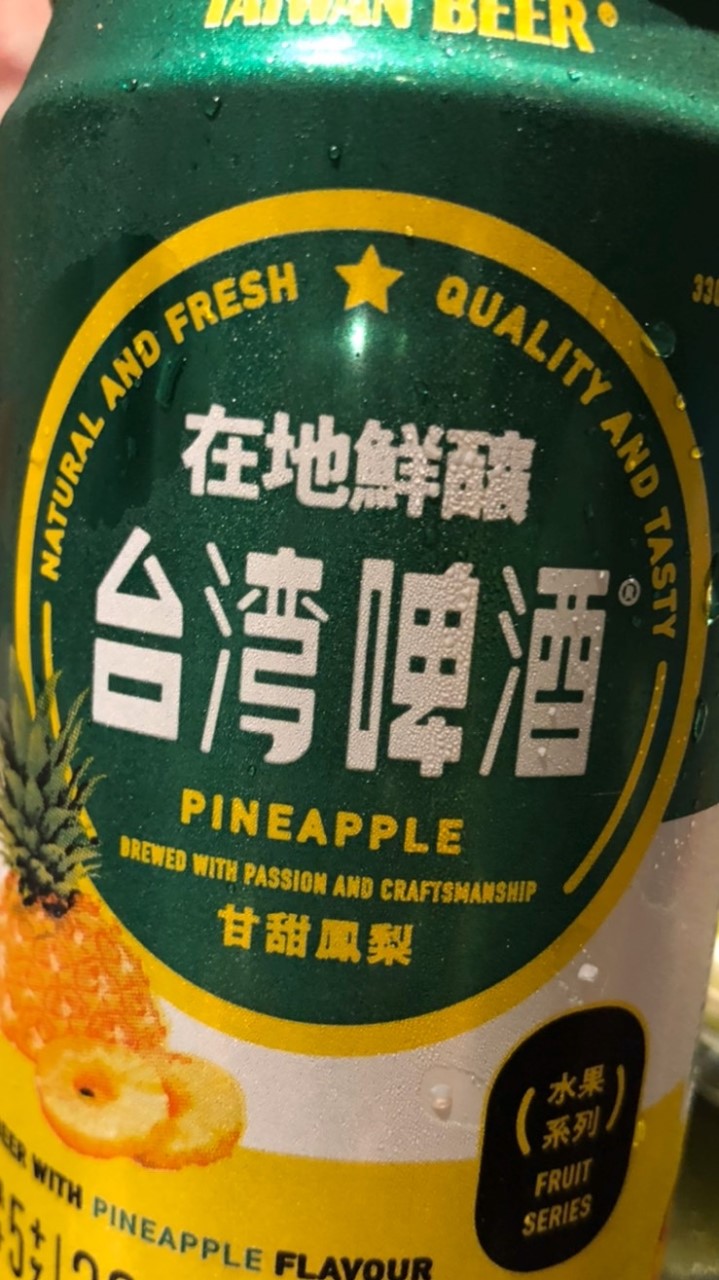 TAIWAN BEER®
NATURAL AND FRESH ★ QUALITY AND TASTY
在地鮮釀
台湾啤酒®
PINEAPPLE
BREWED WITH PASSION AND CRAFTSMANSHIP
甘甜鳳梨
(水果
系列)
FRUIT
SERIES
WITH PINEAPPLE FLAVOUR